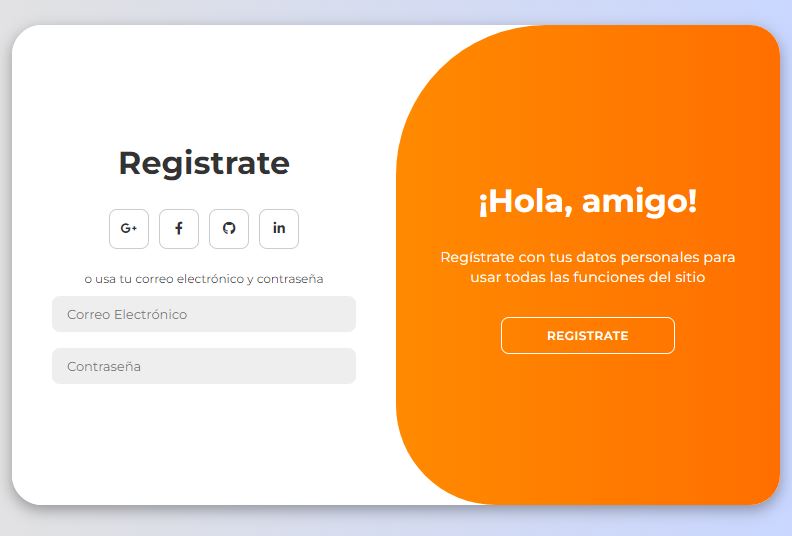 Registrate
G+
f
in
o usa tu correo electrónico y contraseña
Correo Electrónico
Contraseña
¡Hola, amigo!
Regístrate con tus datos personales para
usar todas las funciones del sitio
REGISTRATE